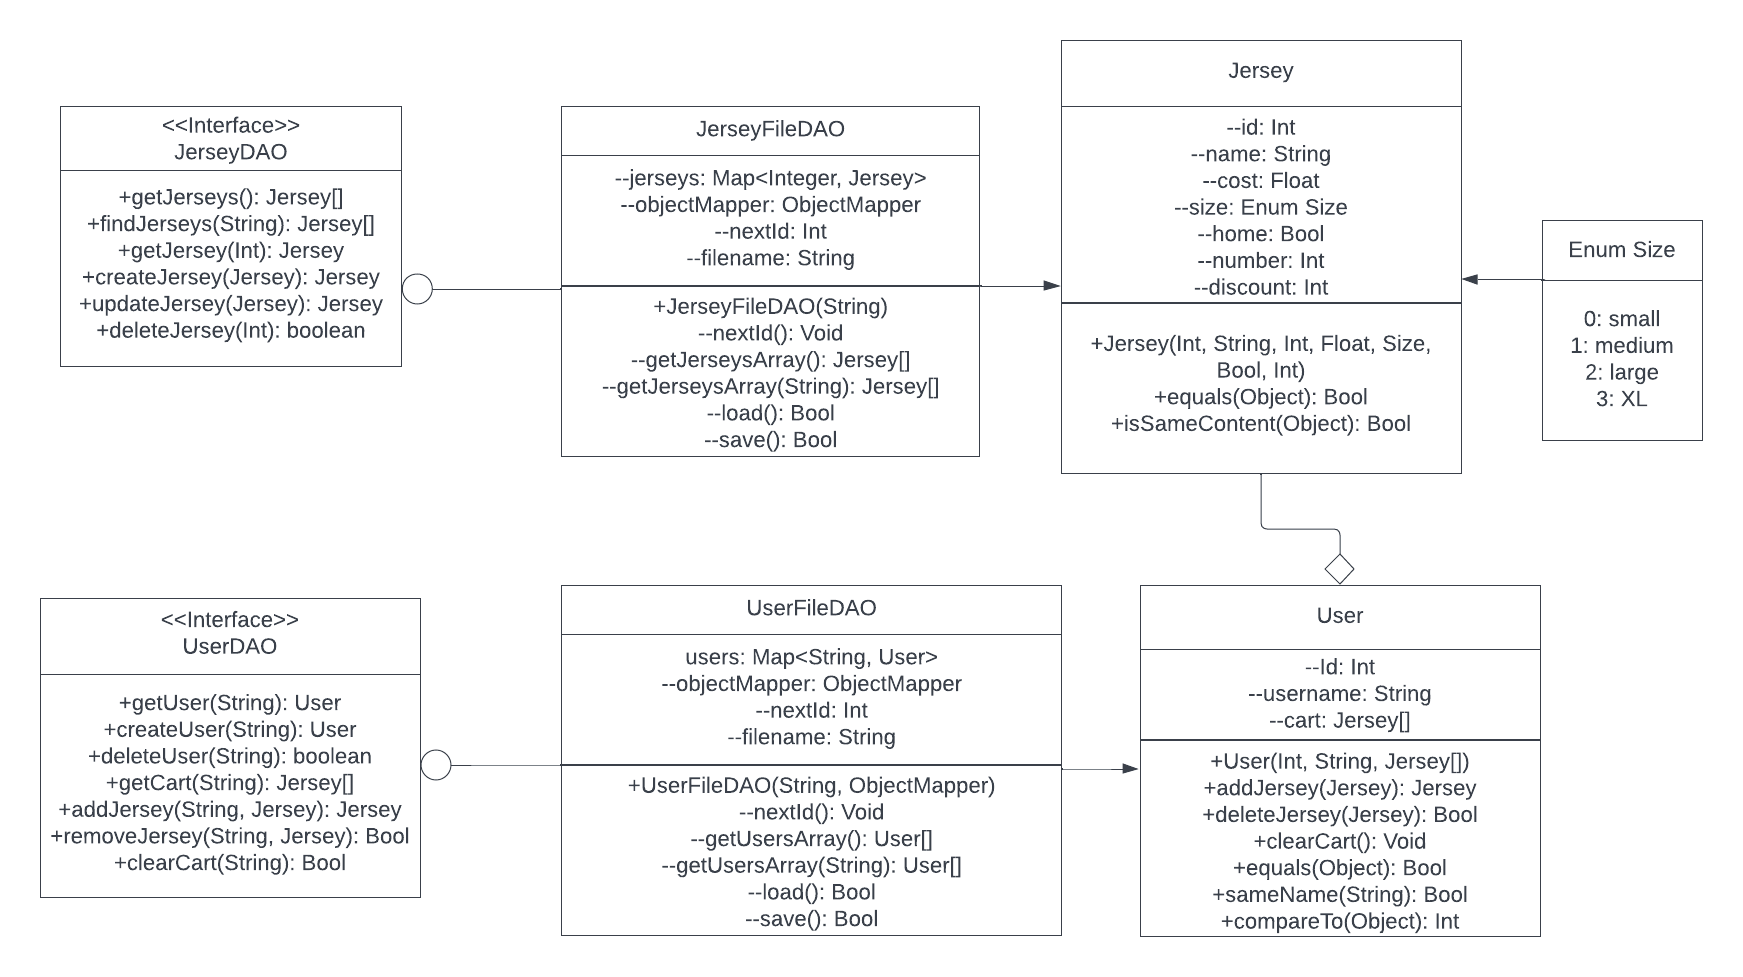 <<Interface>>
JerseyDAO
+getJerseys(): Jersey[]
+findJerseys(String): Jersey[]
+getJersey(Int): Jersey
+createJersey(Jersey): Jersey
+updateJersey(Jersey): Jersey
+deleteJersey(Int): boolean
JerseyFileDAO
--jerseys: Map<Integer, Jersey>
--objectMapper: ObjectMapper
--nextId: Int
--filename: String
+JerseyFileDAO(String)
--nextId(): Void
--getJerseysArray(): Jersey[]
--getJerseysArray(String): Jersey[]
--load(): Bool
--save(): Bool
Jersey
--id: Int
--name: String
--cost: Float
--size: Enum Size
--home: Bool
--number: Int
--discount: Int
+Jersey(Int, String, Int, Float, Size,
Bool, Int)
+equals(Object): Bool
+isSameContent(Object): Bool
Enum Size
0: small
1: medium
2: large
3: XL
<<Interface>>
UserDAO
+getUser(String): User
+createUser(String): User
+deleteUser(String): boolean
+getCart(String): Jersey[]
+addJersey(String, Jersey): Jersey
+removeJersey(String, Jersey): Bool
+clearCart(String): Bool
UserFileDAO
users: Map<String, User>
--objectMapper: ObjectMapper
--nextId: Int
--filename: String
+UserFileDAO(String, ObjectMapper)
--nextId(): Void
--getUsersArray(): User[]
--getUsersArray(String): User[]
--load(): Bool
--save(): Bool
User
--Id: Int
--username: String
--cart: Jersey[]
+User(Int, String, Jersey[])
+addJersey(Jersey): Jersey
+deleteJersey(Jersey): Bool
+clearCart(): Void
+equals(Object): Bool
+sameName(String): Bool
+compareTo(Object): Int